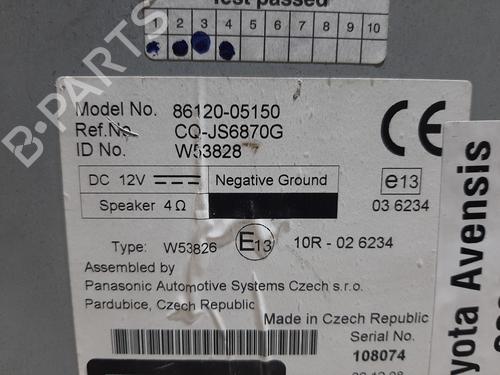 Test passed
1 2 3 4 5 6 7 8 9 10
Model No. 86120-05150
Ref.No. CQ-JS6870G
ID No. W53828
CE
DC 12V Negative Ground
e13
Speaker 4Ω
03 6234
Type: W53826 E13 10R - 02 6234
Assembled by
Panasonic Automotive Systems Czech s.r.o.
Pardubice, Czech Republic
Made in Czech Republic
Serial No.
108074
yota Avensis
B-PARTS